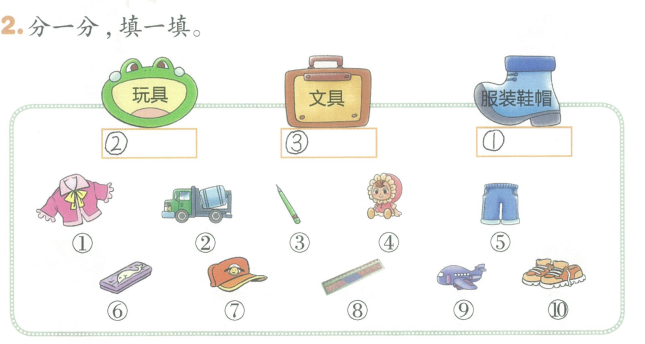 2.分一分,填一填。
玩具 文具 服装鞋帽
② ③ ①
① ② ③ ④ ⑤
⑥ ⑦ ⑧ ⑨ ⑩